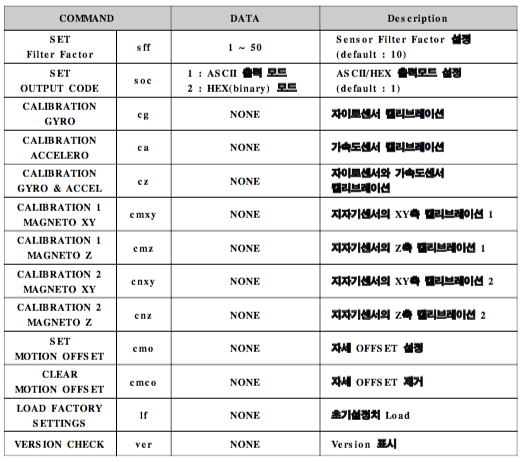 COMMAND DATA Description
SET
Filter Factor sff 1 ~ 50 Sensor Filter Factor 설정
(default : 10)
SET
OUTPUT CODE soc 1 : ASCII 출력 모드
2 : HEX(binary) 모드 ASCII/HEX 출력모드 설정
(default : 1)
CALIBRATION
GYRO cg NONE 자이로센서 캘리브레이션
CALIBRATION
ACCELERO ca NONE 가속도센서 캘리브레이션
CALIBRATION
GYRO & ACCEL cz NONE 자이로센서와 가속도센서
캘리브레이션
CALIBRATION 1
MAGNETO XY cmxy NONE 지자기센서의 XY축 캘리브레이션 1
CALIBRATION 1
MAGNETO Z cmz NONE 지자기센서의 Z축 캘리브레이션 1
CALIBRATION 2
MAGNETO XY cnxy NONE 지자기센서의 XY축 캘리브레이션 2
CALIBRATION 2
MAGNETO Z cnz NONE 지자기센서의 Z축 캘리브레이션 2
SET
MOTION OFFSET cmo NONE 자세 OFFSET 설정
CLEAR
MOTION OFFSET cmco NONE 자세 OFFSET 제거
LOAD FACTORY
SETTINGS lf NONE 초기설정치 Load
VERSION CHECK ver NONE Version 표시